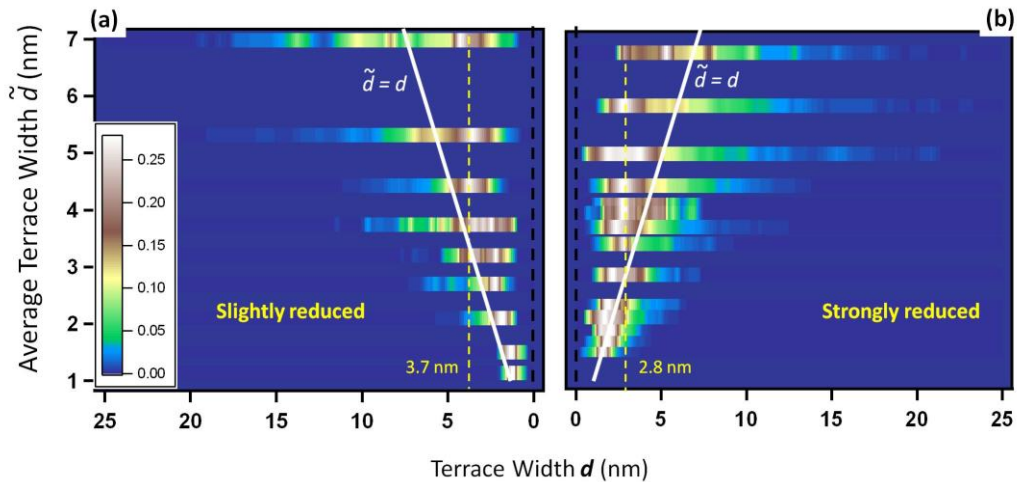 (a)
(b)
Average Terrace Width d̃ (nm)
7
6
5
4
3
2
1
0.25
0.20
0.15
0.10
0.05
0.00
d̃ = d
Slightly reduced
3.7 nm
25
20
15
10
5
0
d̃ = d
Strongly reduced
2.8 nm
0
5
10
15
20
25
Terrace Width d (nm)